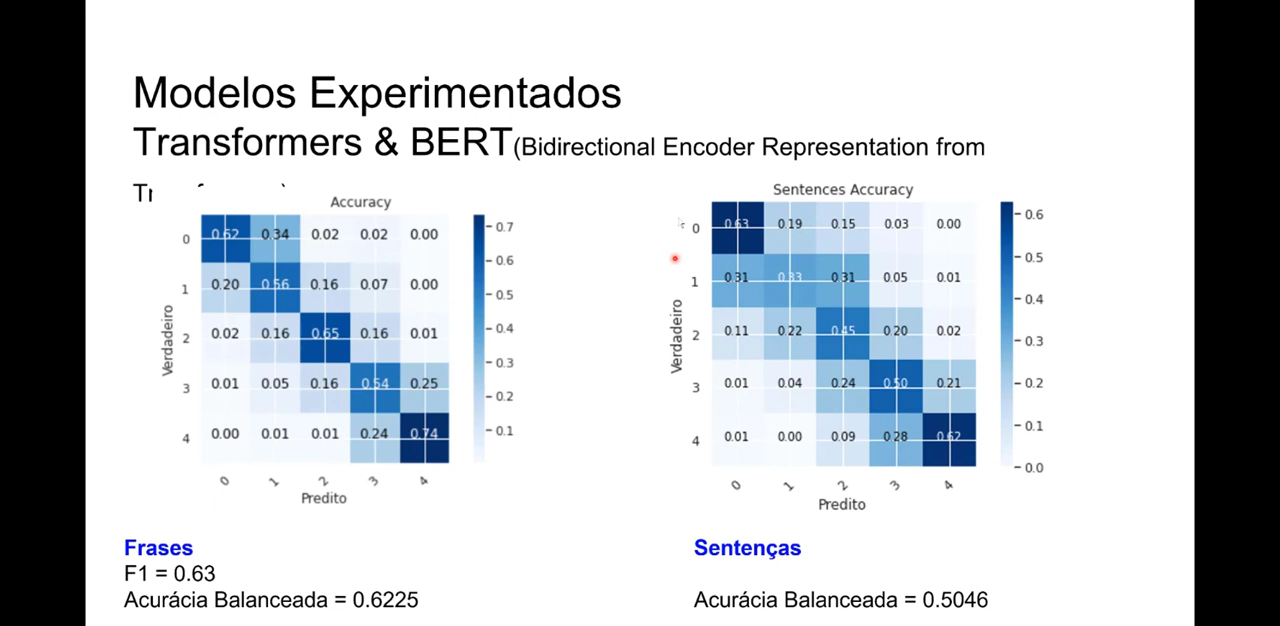 Modelos Experimentados
Transformers & BERT(Bidirectional Encoder Representation from
Accuracy
0 0.62 0.34 0.02 0.02 0.00
1 0.20 0.56 0.16 0.07 0.00
2 0.02 0.16 0.65 0.16 0.01
3 0.01 0.05 0.16 0.54 0.25
4 0.00 0.01 0.01 0.24 0.74
0 1 2 3 4
Verdadeiro
Predito
0.7
0.6
0.5
0.4
0.3
0.2
0.1
Sentences Accuracy
0 0.63 0.19 0.15 0.03 0.00
1 0.31 0.33 0.31 0.05 0.01
2 0.11 0.22 0.45 0.20 0.02
3 0.01 0.04 0.24 0.50 0.21
4 0.01 0.00 0.09 0.28 0.62
0 1 2 3 4
Verdadeiro
Predito
0.6
0.5
0.4
0.3
0.2
0.1
0.0
Frases
F1 = 0.63
Acurácia Balanceada = 0.6225
Sentenças
Acurácia Balanceada = 0.5046